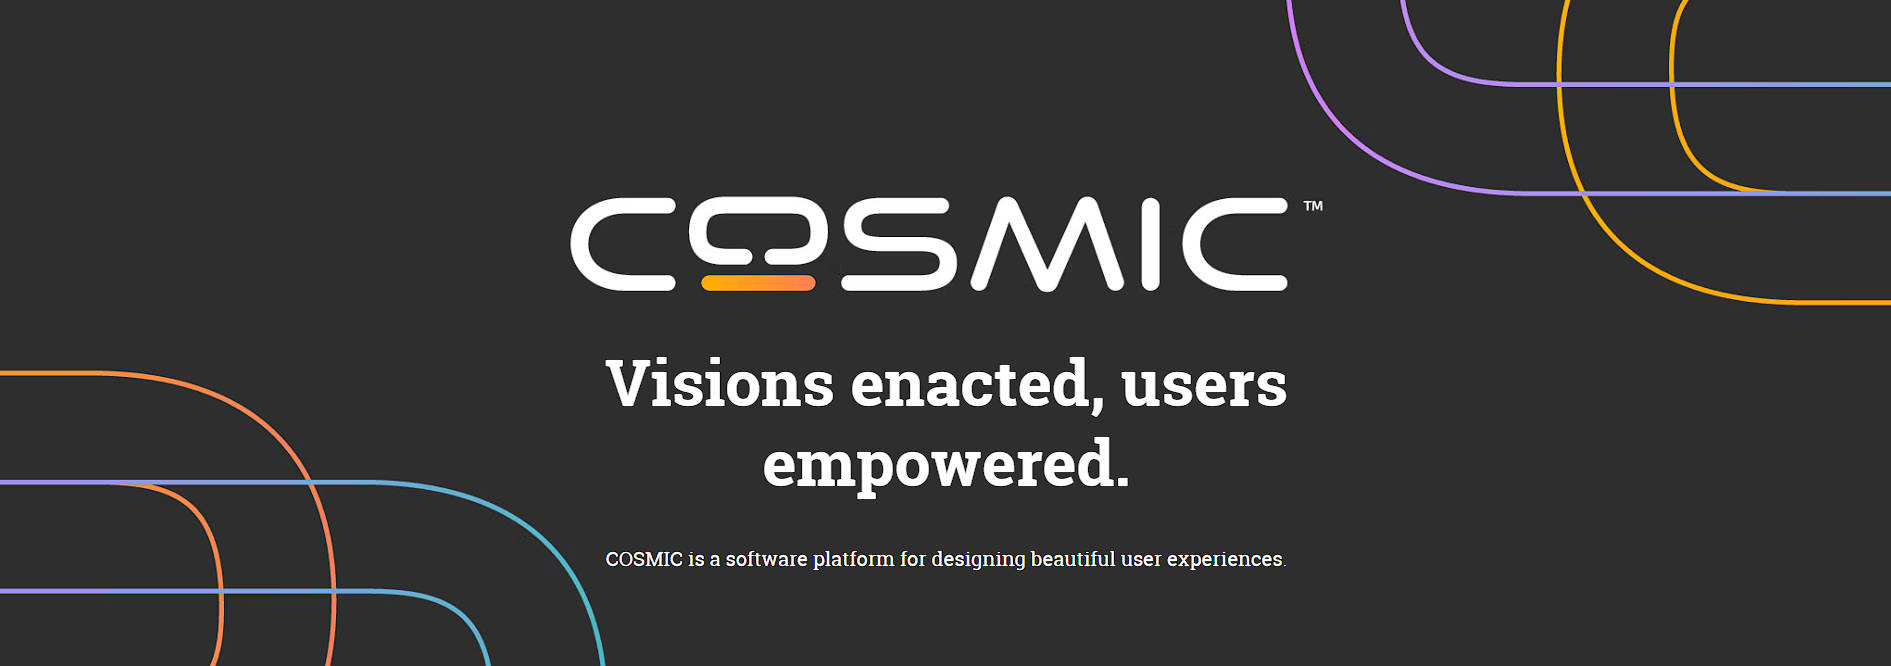 COSMIC™
Visions enacted, users
empowered.
COSMIC is a software platform for designing beautiful user experiences.